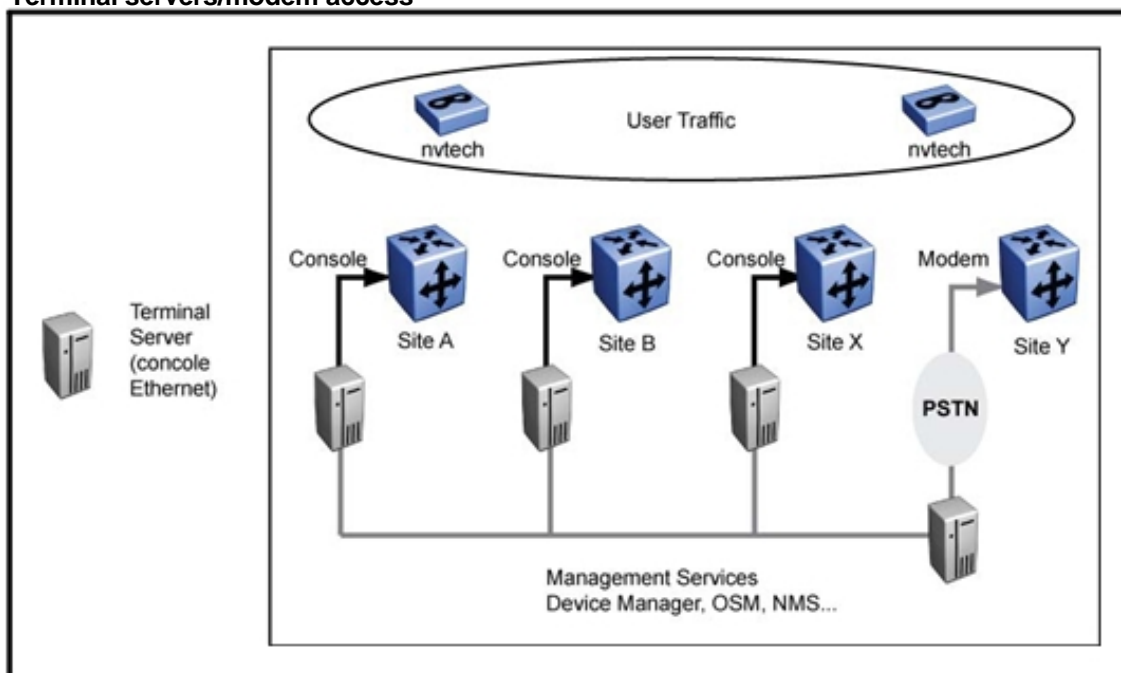 Terminal servers/modem access
User Traffic
nvtech
nvtech
Console
Console
Console
Modem
Terminal
Server
(concole
Ethernet)
Site A
Site B
Site X
Site Y
PSTN
Management Services
Device Manager, OSM, NMS...